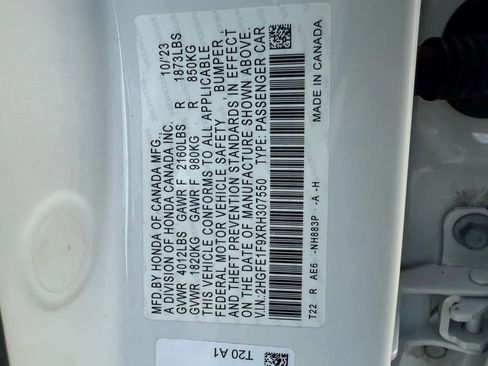 MFD.BY HONDA OF CANADA MFG. 10/'23
A DIVISION OF HONDA CANADA INC.
GVWR 4012LBS GAWR F 2160LBS R 1873LBS
GVWR 1820KG GAWR F 980KG R 850KG
THIS VEHICLE CONFORMS TO ALL APPLICABLE
FEDERAL MOTOR VEHICLE SAFETY, BUMPER,
AND THEFT PREVENTION STANDARDS IN EFFECT
ON THE DATE OF MANUFACTURE SHOWN ABOVE.
V.I.N.:2HGFE1F9XRH307550 TYPE:PASSENGER CAR
T22 R AE6 -NH883P -A -H MADE IN CANADA
T20 A1